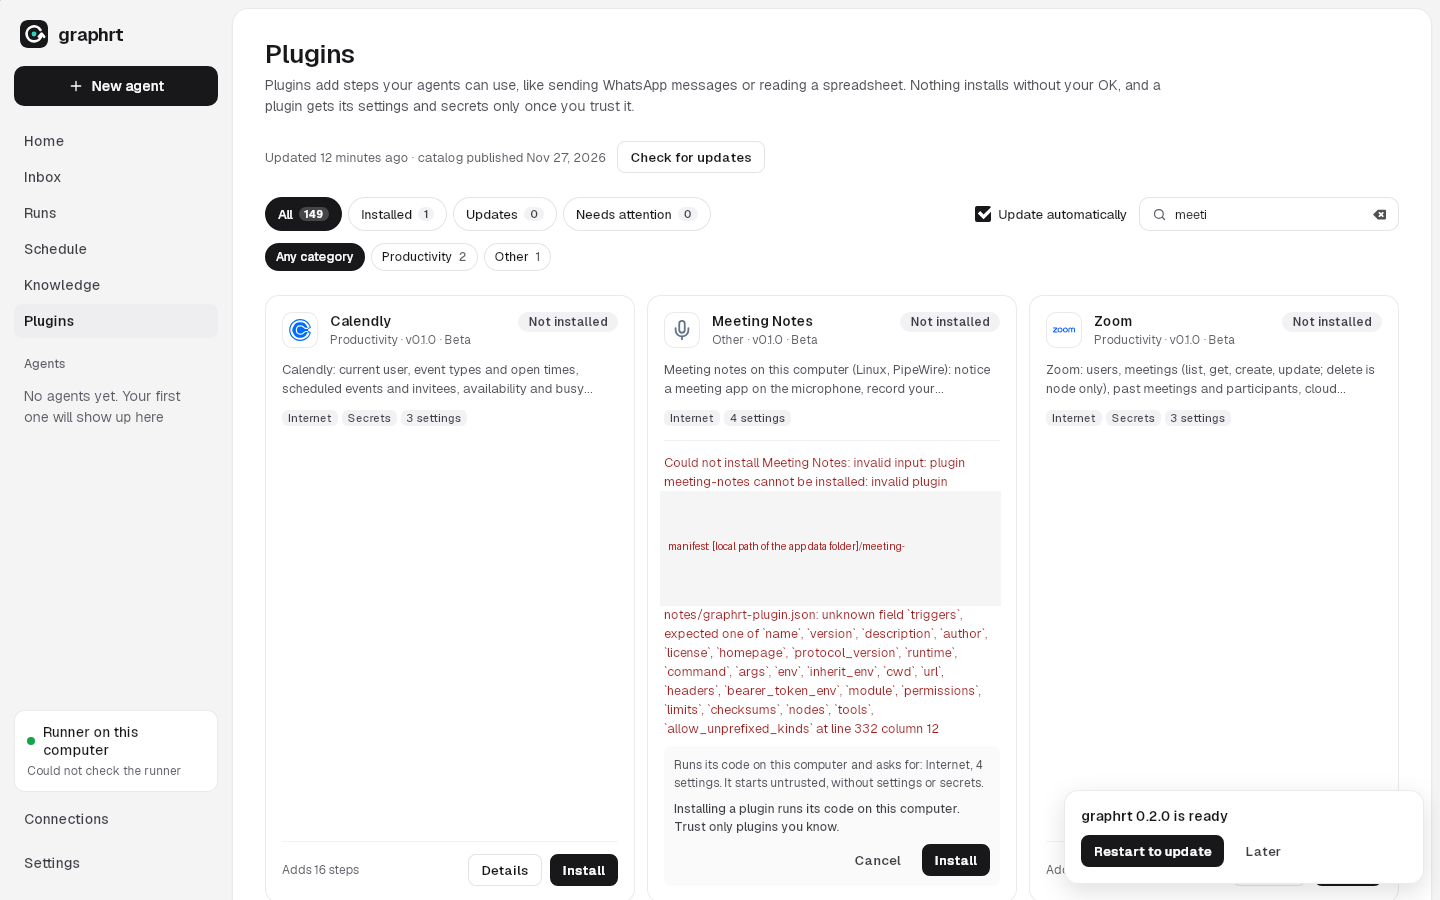 graphrt
New agent
Home
Inbox
Runs
Schedule
Knowledge
Plugins
Agents
No agents yet. Your first
one will show up here
Runner on this
computer
Could not check the runner
Connections
Settings
Plugins
Plugins add steps your agents can use, like sending WhatsApp messages or reading a spreadsheet. Nothing installs without your OK, and a
plugin gets its settings and secrets only once you trust it.
Updated 12 minutes ago · catalog published Nov 27, 2026 Check for updates
All 149 Installed 1 Updates 0 Needs attention 0 Update automatically meeti
Any category Productivity 2 Other 1
Calendly Not installed
Productivity · v0.1.0 · Beta
Calendly: current user, event types and open times,
scheduled events and invitees, availability and busy...
Internet Secrets 3 settings
Adds 16 steps Details Install
Meeting Notes Not installed
Other · v0.1.0 · Beta
Meeting notes on this computer (Linux, PipeWire): notice
a meeting app on the microphone, record your...
Internet 4 settings
Could not install Meeting Notes: invalid input: plugin
meeting-notes cannot be installed: invalid plugin
manifest [local path of the app data folder]/meeting-
notes/graphrt-plugin.json: unknown field `triggers`,
expected one of `name`, `version`, `description`, `author`,
`license`, `homepage`, `protocol_version`, `runtime`,
`command`, `args`, `env`, `inherit_env`, `cwd`, `url`,
`headers`, `bearer_token_env`, `module`, `permissions`,
`limits`, `checksums`, `nodes`, `tools`,
`allow_unprefixed_kinds` at line 332 column 12
Runs its code on this computer and asks for: Internet, 4
settings. It starts untrusted, without settings or secrets.
Installing a plugin runs its code on this computer.
Trust only plugins you know.
Cancel Install
Zoom Not installed
Productivity · v0.1.0 · Beta
Zoom: users, meetings (list, get, create, update; delete is
node only), past meetings and participants, cloud...
Internet Secrets 3 settings
graphrt 0.2.0 is ready
Restart to update Later